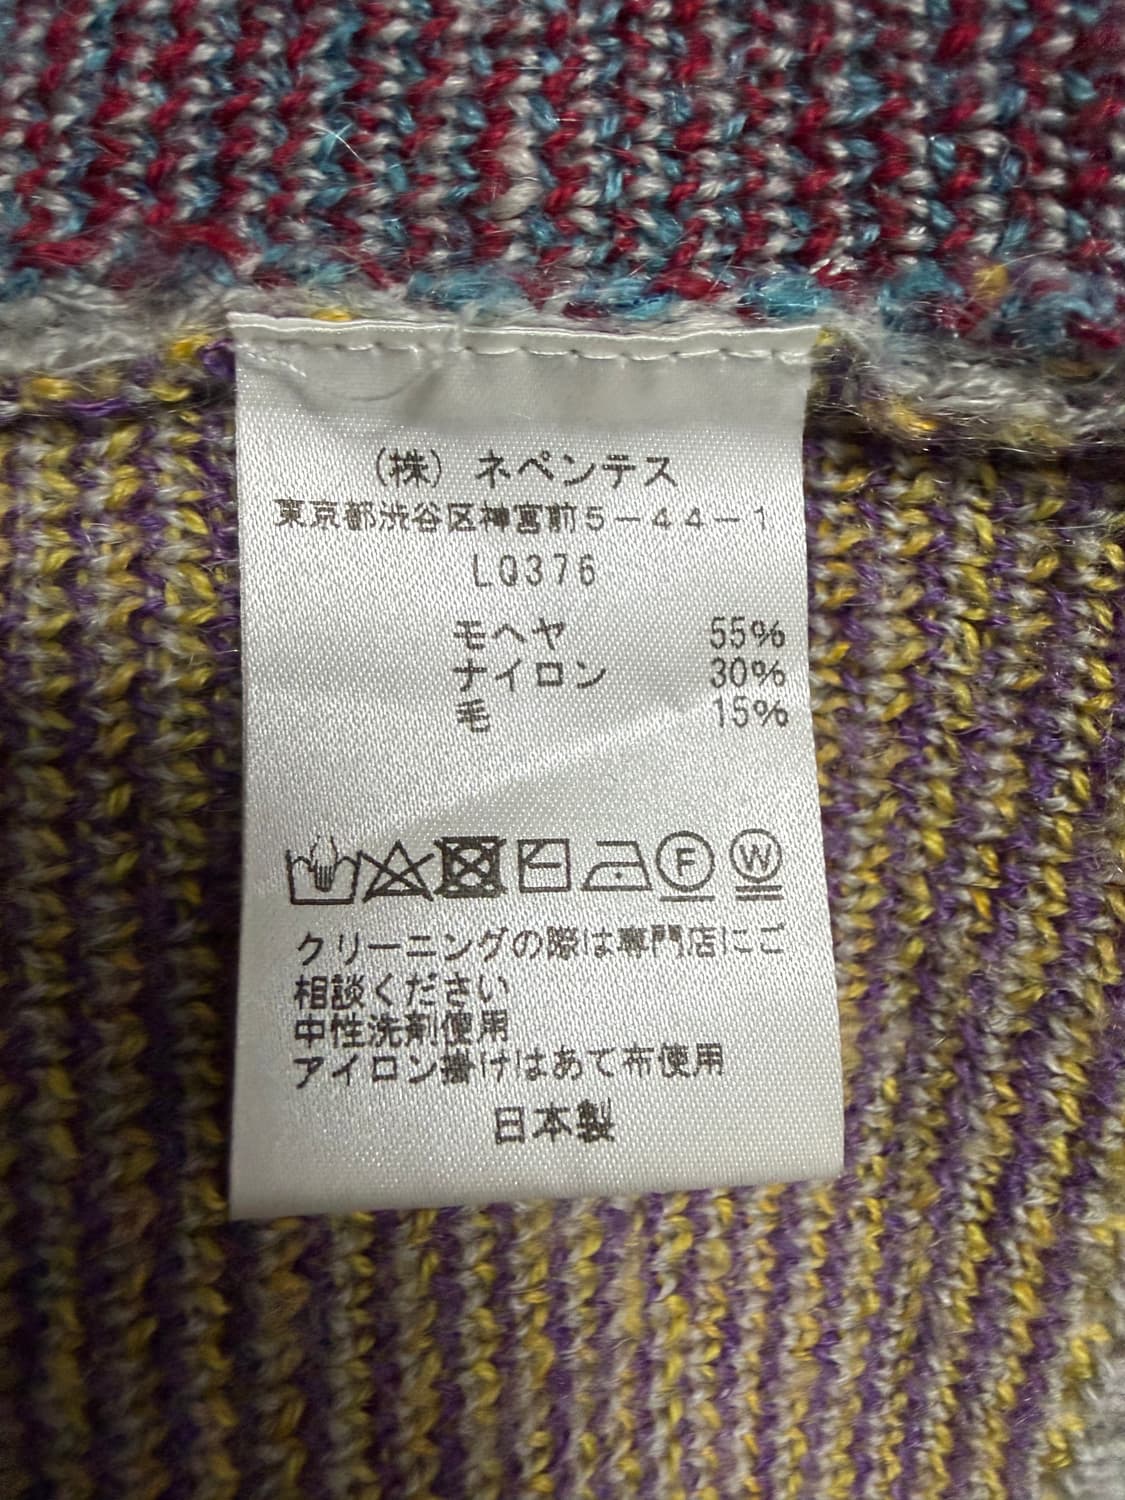 (株)ネペンテス
東京都渋谷区神宮前5-44-1
LQ376
モヘヤ 55%
ナイロン 30%
毛 15%
F W
クリーニングの際は専門店にご
相談ください
中性洗剤使用
アイロン掛けはあて布使用
日本製